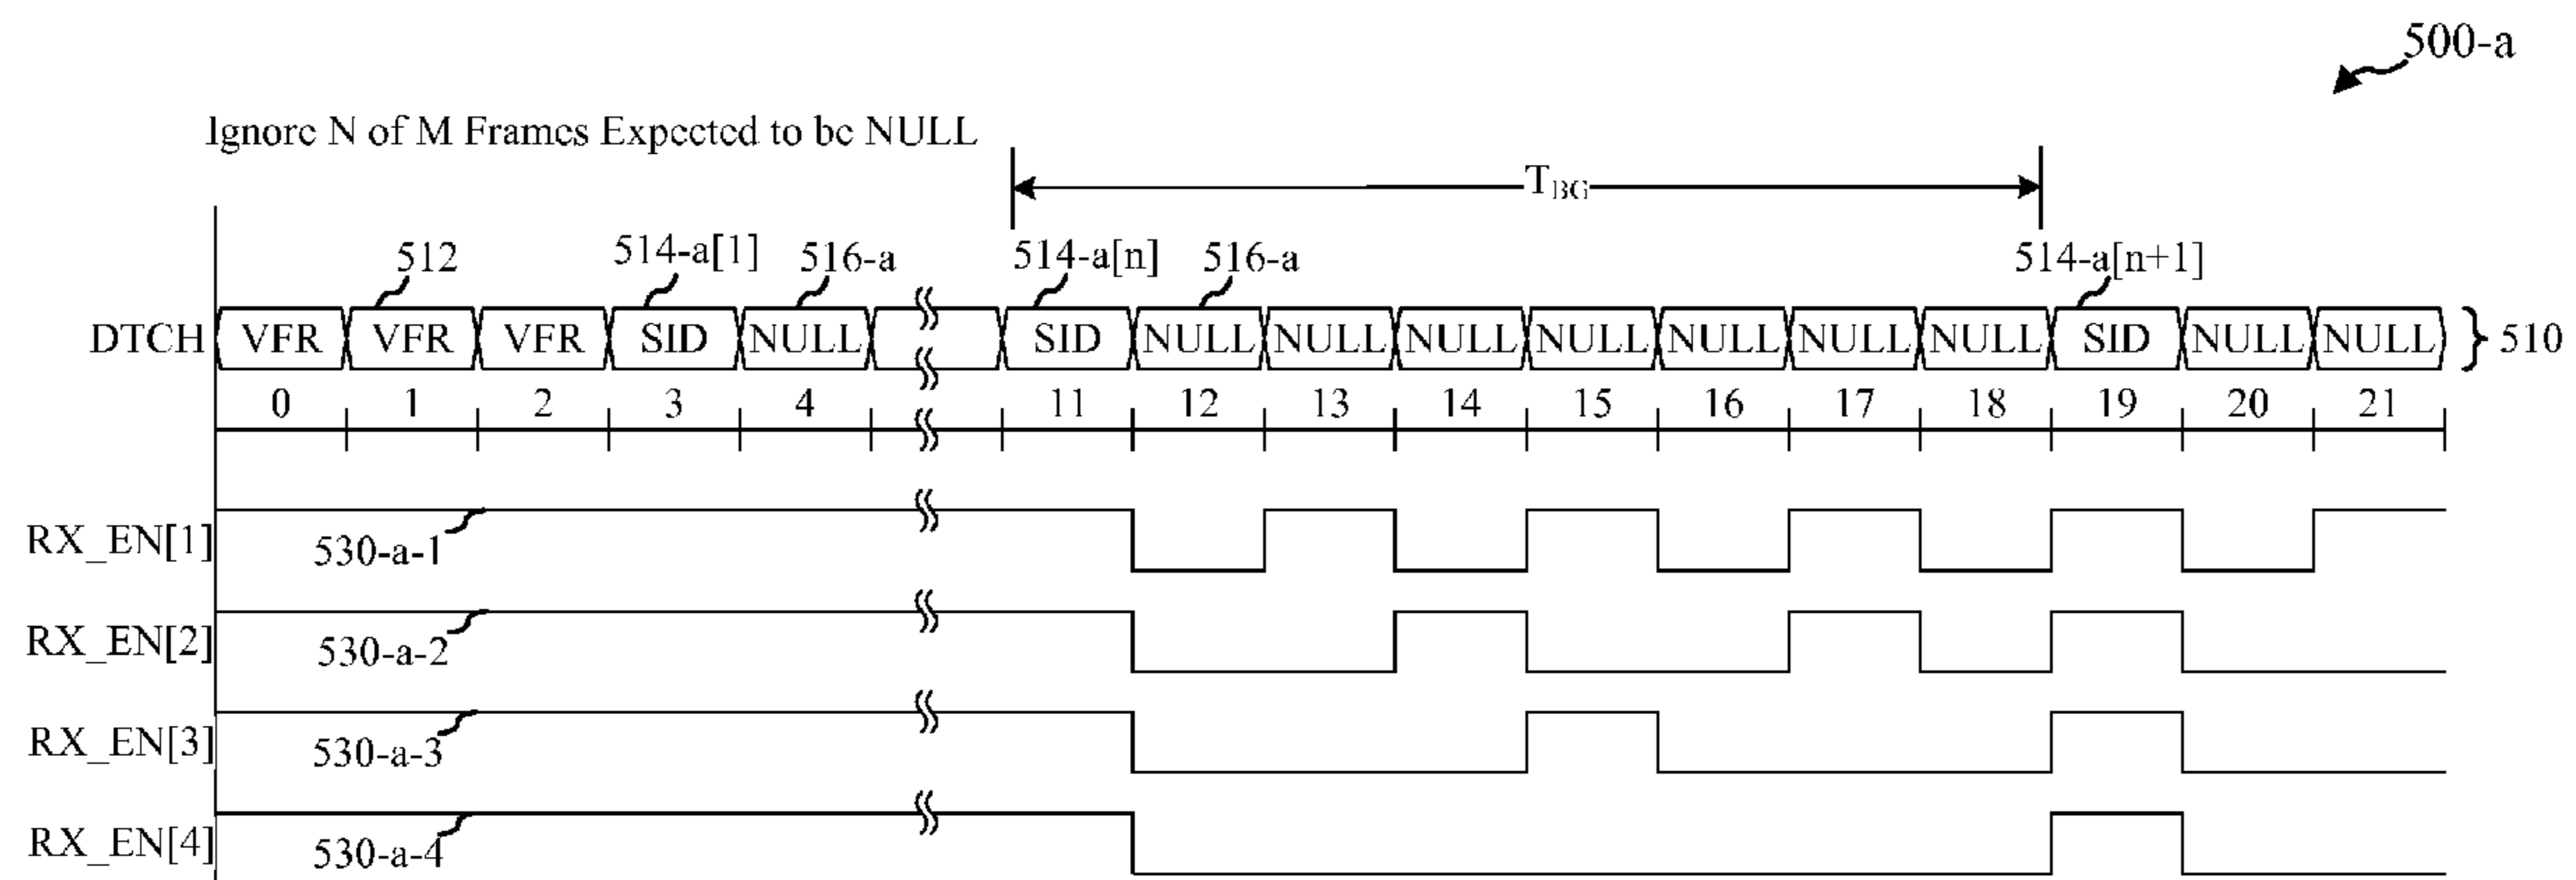 500-a
Ignore N of M Frames Expected to be NULL
TBG
512 514-a[1] 516-a 514-a[n] 516-a 514-a[n+1]
DTCH VFR VFR VFR SID NULL SID NULL NULL NULL NULL NULL NULL NULL SID NULL NULL 510
0 1 2 3 4 11 12 13 14 15 16 17 18 19 20 21
RX_EN[1] 530-a-1
RX_EN[2] 530-a-2
RX_EN[3] 530-a-3
RX_EN[4] 530-a-4